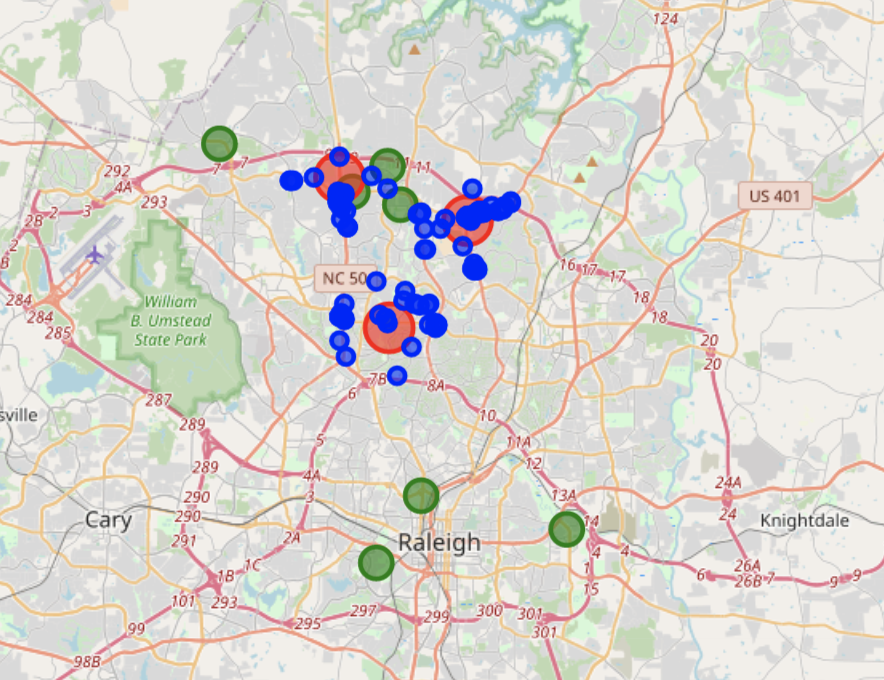 124
292
4A
7
7
11
293
2B
2
3
2
B
284
284
285
US 401
NC 50
16
17
17
18
18
William
B. Umstead
State Park
20
20
7B
8A
6
10
287
sville
289
289
5
4A
3
11A
12
13A
14
4
4
290
290
291
2A
1C
1B
Cary
Raleigh
24A
24
Knightdale
26A
26B
7
6
9
9
1
15
101
293
99
295
297
299
300
301
301
98B